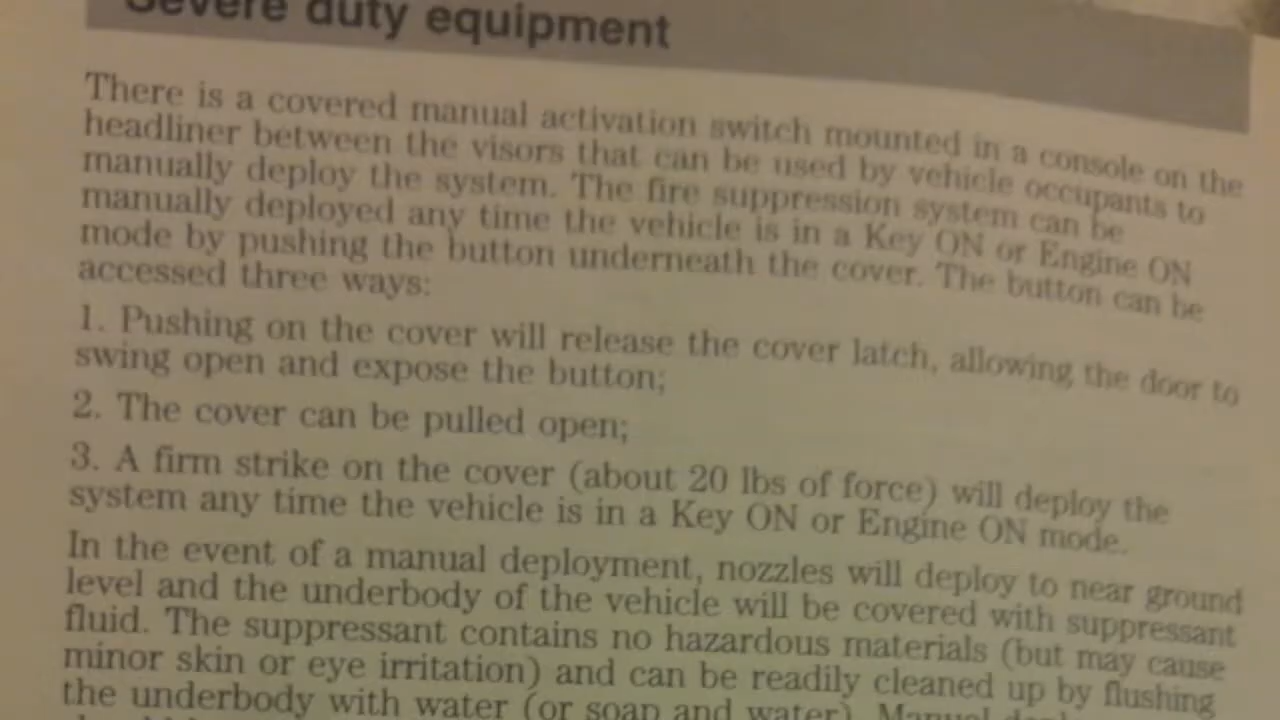 Severe duty equipment
There is a covered manual activation switch mounted in a console on the
headliner between the visors that can be used by vehicle occupants to
manually deploy the system. The fire suppression system can be
manually deployed any time the vehicle is in a Key ON or Engine ON
mode by pushing the button underneath the cover. The button can be
accessed three ways:
1. Pushing on the cover will release the cover latch, allowing the door to
swing open and expose the button;
2. The cover can be pulled open;
3. A firm strike on the cover (about 20 lbs of force) will deploy the
system any time the vehicle is in a Key ON or Engine ON mode.
In the event of a manual deployment, nozzles will deploy to near ground
level and the underbody of the vehicle will be covered with suppressant
fluid. The suppressant contains no hazardous materials (but may cause
minor skin or eye irritation) and can be readily cleaned up by flushing
the underbody with water (or soap and water). Manual